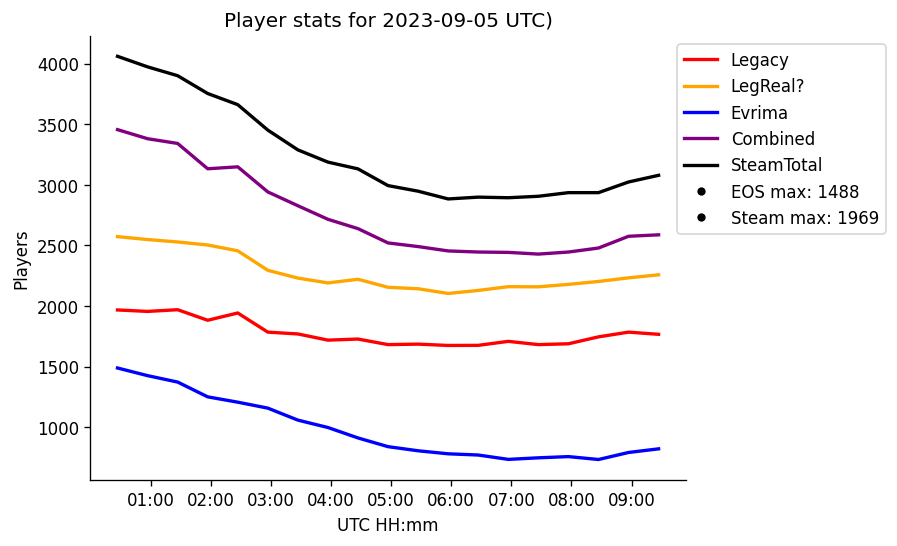 Player stats for 2023-09-05 UTC)
Legacy
LegReal?
Evrima
Combined
SteamTotal
EOS max: 1488
Steam max: 1969
Players
4000
3500
3000
2500
2000
1500
1000
01:00 02:00 03:00 04:00 05:00 06:00 07:00 08:00 09:00
UTC HH:mm